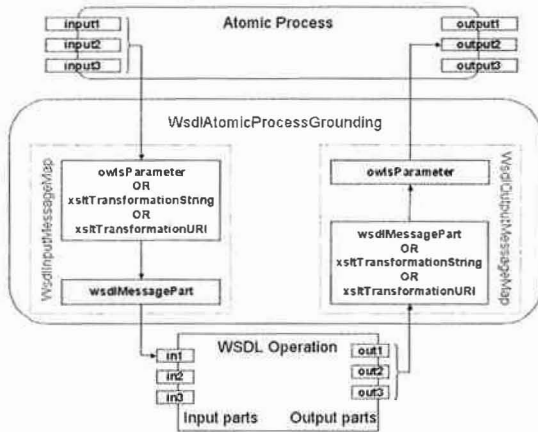 Atomic Process
input1
input2
input3
output1
output2
output3
WsdlAtomicProcessGrounding
WsdlInputMessageMap
owlsParameter
OR
xsltTransformationString
OR
xsltTransformationURI
wsdlMessagePart
WsdlOutputMessageMap
owlsParameter
wsdlMessagePart
OR
xsltTransformationString
OR
xsltTransformationURI
WSDL Operation
in1
in2
in3
out1
out2
out3
Input parts
Output parts